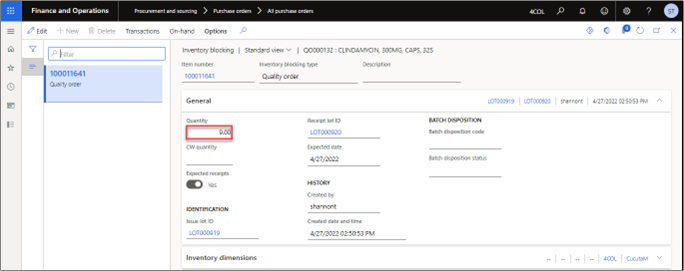 Finance and Operations
Procurement and sourcing > Purchase orders > All purchase orders
4COL
ST
Edit
+ New
Delete
Transactions
On-hand
Options
Filter
100011641
Quality order
Inventory blocking | Standard view | QO000132 : CLINDAMYCIN, 300MG, CAPS, 32S
Item number
Inventory blocking type
Description
100011641
Quality order
General
LOT000919 | LOT000920 | shannont | 4/27/2022 02:50:53 PM
Quantity
Receipt lot ID
BATCH DISPOSITION
9.00
LOT000920
Batch disposition code
CW quantity
Expected date
4/27/2022
Batch disposition status
Expected receipts
Yes
HISTORY
Created by
IDENTIFICATION
shannont
Issue lot ID
Created date and time
LOT000919
4/27/2022 02:50:53 PM
Inventory dimensions
-- | -- | -- | 4COL | CucutaM